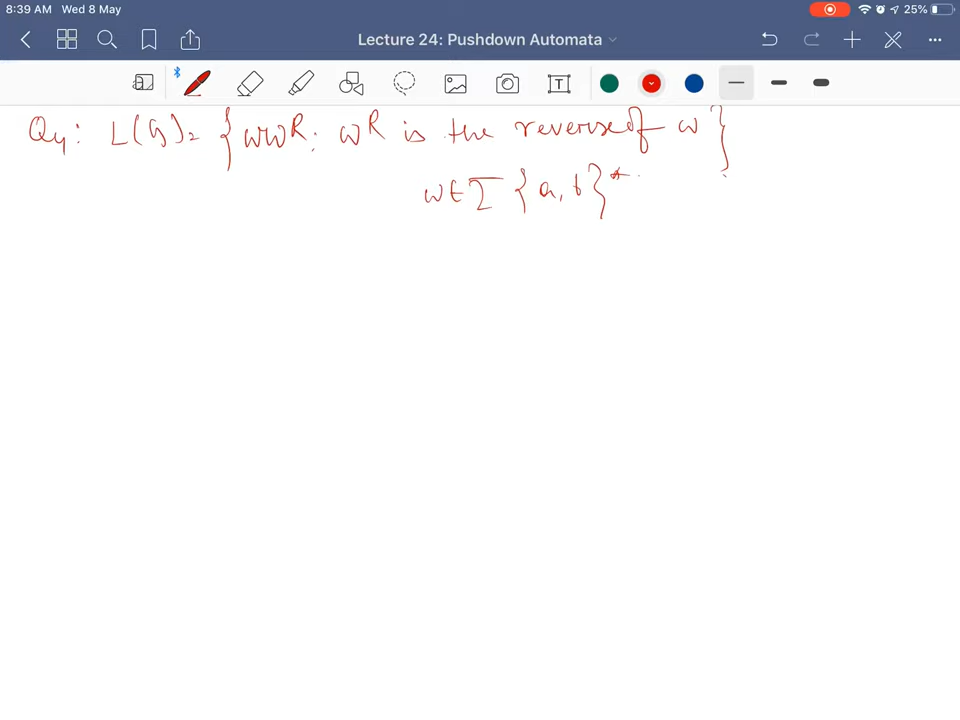 8:39 AM Wed 8 May 25%
Lecture 24: Pushdown Automata
T
Q4: L(G)= {wwR: wR is the reverse of w}
w∈Σ {a, b}*